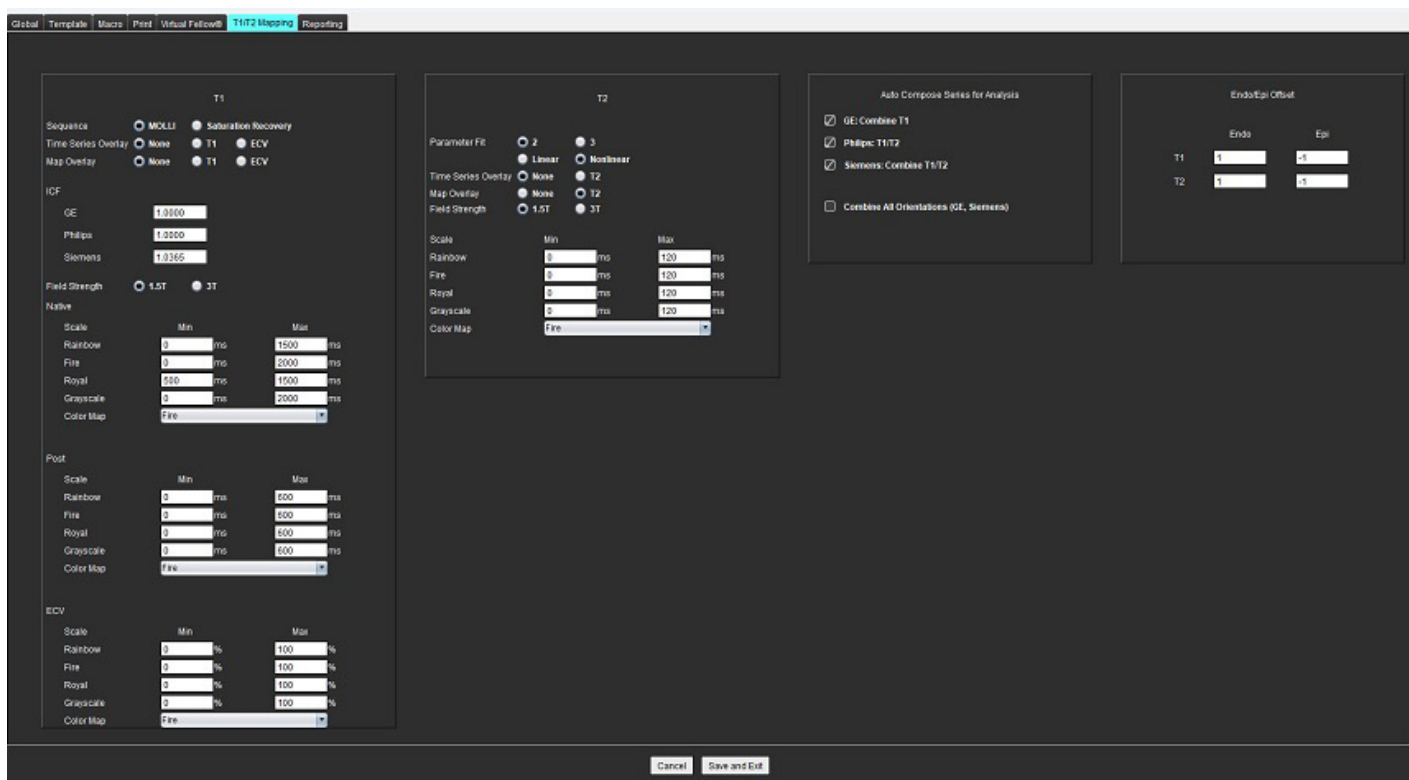 Global Template Macro Print Virtual Fellow® T1/T2 Mapping Reporting
T1
Sequence MOLLI Saturation Recovery
Time Series Overlay None T1 ECV
Map Overlay None T1 ECV
ICF
GE 1.0000
Philips 1.0000
Siemens 1.0365
Field Strength 1.5T 3T
Native
Scale Min Max
Rainbow 0 ms 1500 ms
Fire 0 ms 2000 ms
Royal 500 ms 1500 ms
Grayscale 0 ms 2000 ms
Color Map Fire
Post
Scale Min Max
Rainbow 0 ms 600 ms
Fire 0 ms 600 ms
Royal 0 ms 600 ms
Grayscale 0 ms 600 ms
Color Map Fire
ECV
Scale Min Max
Rainbow 0 % 100 %
Fire 0 % 100 %
Royal 0 % 100 %
Grayscale 0 % 100 %
Color Map Fire
T2
Parameter Fit 2 3
Linear Nonlinear
Time Series Overlay None T2
Map Overlay None T2
Field Strength 1.5T 3T
Scale Min Max
Rainbow 0 ms 120 ms
Fire 0 ms 120 ms
Royal 0 ms 120 ms
Grayscale 0 ms 120 ms
Color Map Fire
Auto Compose Series for Analysis
GE: Combine T1
Philips: T1/T2
Siemens: Combine T1/T2
Combine All Orientations (GE, Siemens)
Endo/Epi Offset
Endo Epi
T1 1 -1
T2 1 -1
Cancel Save and Exit